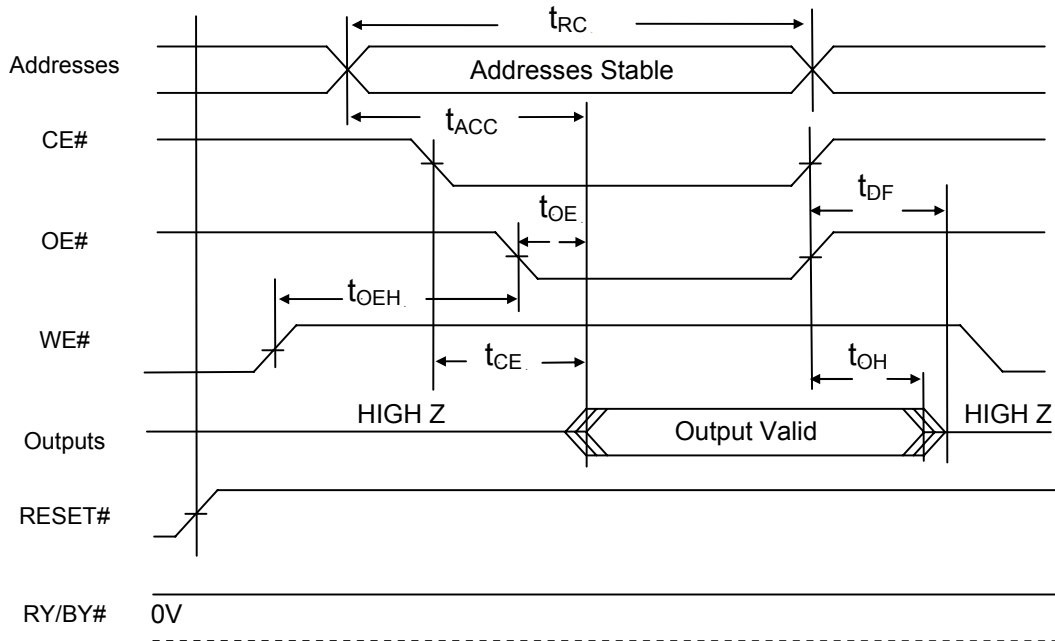 tRC
Addresses
Addresses Stable
tACC
CE#
tDF
tOE
OE#
tOEH
WE#
tCE
tOH
HIGH Z
HIGH Z
Outputs
Output Valid
RESET#
RY/BY#
0V